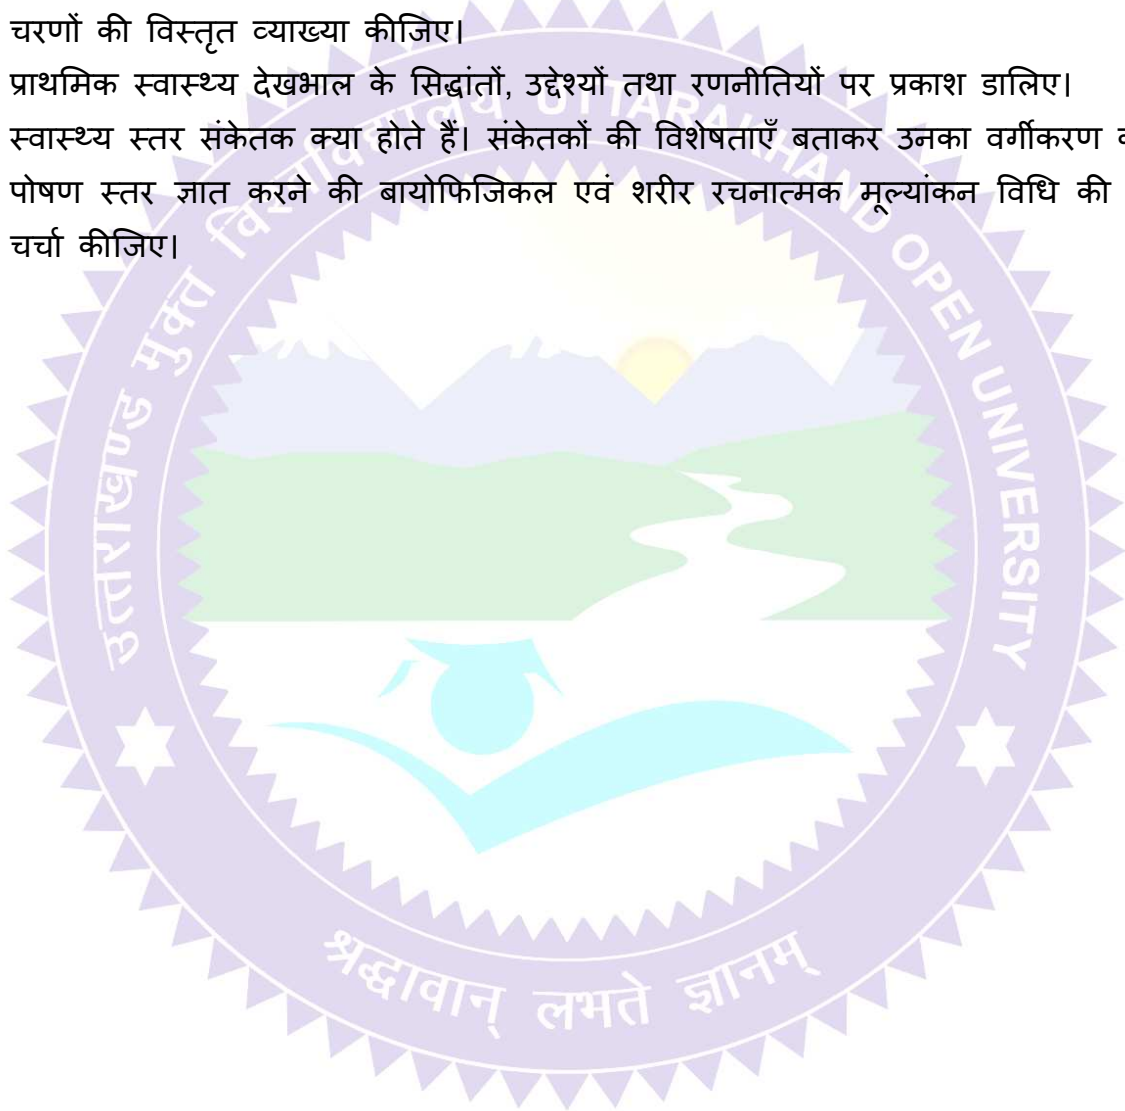 चरणों की विस्तृत व्याख्या कीजिए।
प्राथमिक स्वास्थ्य देखभाल के सिद्धांतों, उद्देश्यों तथा रणनीतियों पर प्रकाश डालिए।
स्वास्थ्य स्तर संकेतक क्या होते हैं। संकेतकों की विशेषताएँ बताकर उनका वर्गीकरण
पोषण स्तर ज्ञात करने की बायोफिजिकल एवं शरीर रचनात्मक मूल्यांकन विधि की
चर्चा कीजिए।
उत्तराखण्ड मुक्त विश्वविद्यालय UTTARAKHAND OPEN UNIVERSITY
श्रद्धावान् लभते ज्ञानम्